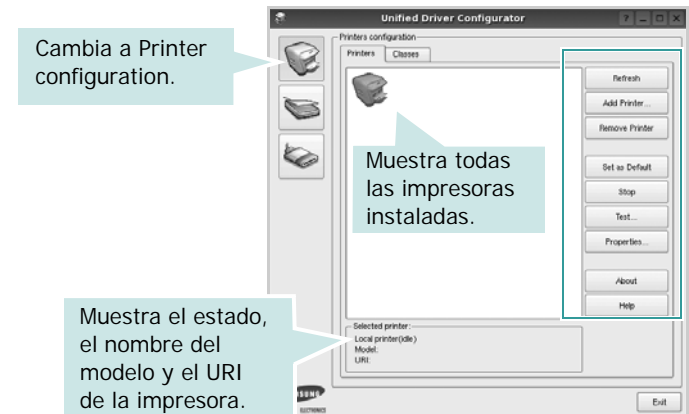 Unified Driver Configurator
Cambia a Printer
configuration.
Printers configuration
Printers
Classes
Refresh
Add Printer...
Remove Printer
Set as Default
Stop
Test...
Properties...
About
Help
Muestra todas
las impresoras
instaladas.
Muestra el estado,
el nombre del
modelo y el URI
de la impresora.
Selected printer:
Local printer(idle)
Model:
URI:
ELECTRONICS
Exit